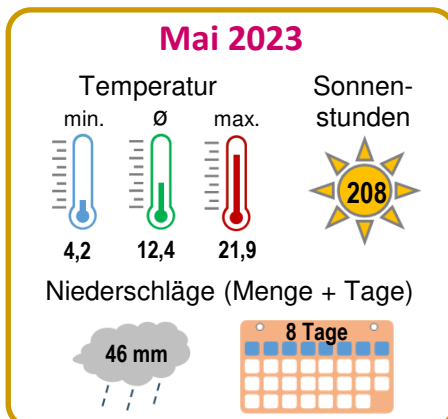 Mai 2023
Temperatur
min. Ø max.
4,2 12,4 21,9
Sonnen-
stunden
208
Niederschläge (Menge + Tage)
46 mm
8 Tage